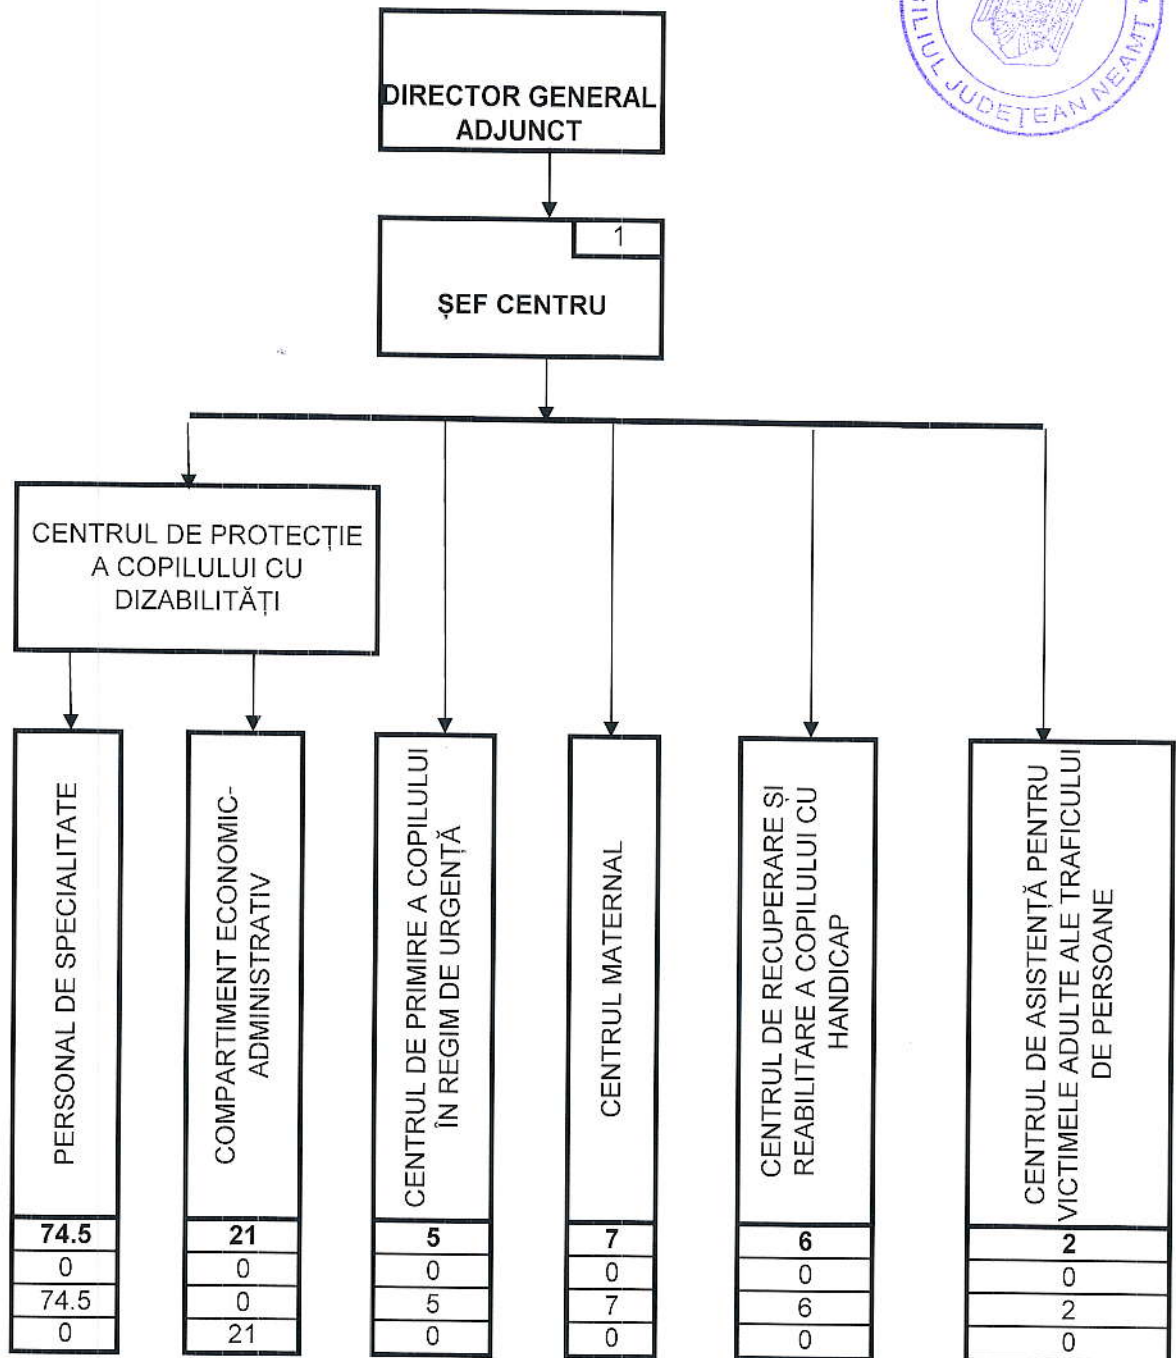 ILIUL JUDEȚEAN NEAMȚ
DIRECTOR GENERAL
ADJUNCT
1
ȘEF CENTRU
CENTRUL DE PROTECȚIE
A COPILULUI CU
DIZABILITĂȚI
PERSONAL DE SPECIALITATE
74.5
0
74.5
0
COMPARTIMENT ECONOMIC-
ADMINISTRATIV
21
0
0
21
CENTRUL DE PRIMIRE A COPILULUI
ÎN REGIM DE URGENȚĂ
5
0
5
0
CENTRUL MATERNAL
7
0
7
0
CENTRUL DE RECUPERARE ȘI
REABILITARE A COPILULUI CU
HANDICAP
6
0
6
0
CENTRUL DE ASISTENȚĂ PENTRU
VICTIMELE ADULTE ALE TRAFICULUI
DE PERSOANE
2
0
2
0